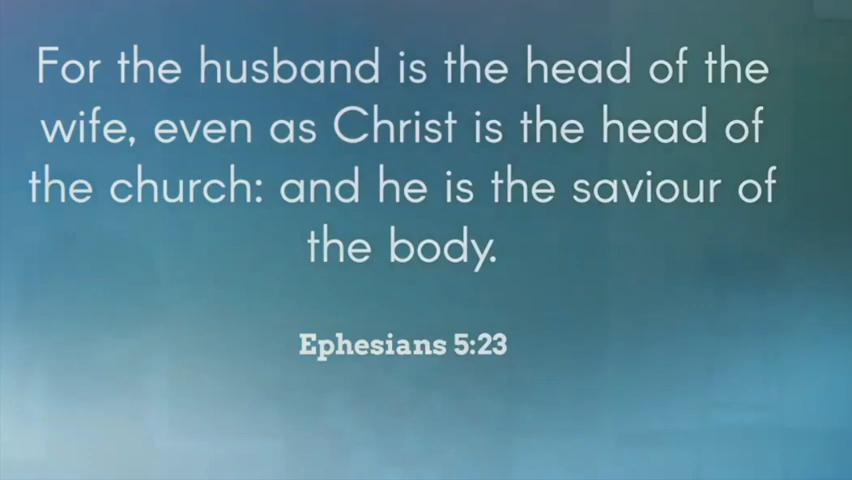 For the husband is the head of the
wife, even as Christ is the head of
the church: and he is the saviour of
the body.
Ephesians 5:23